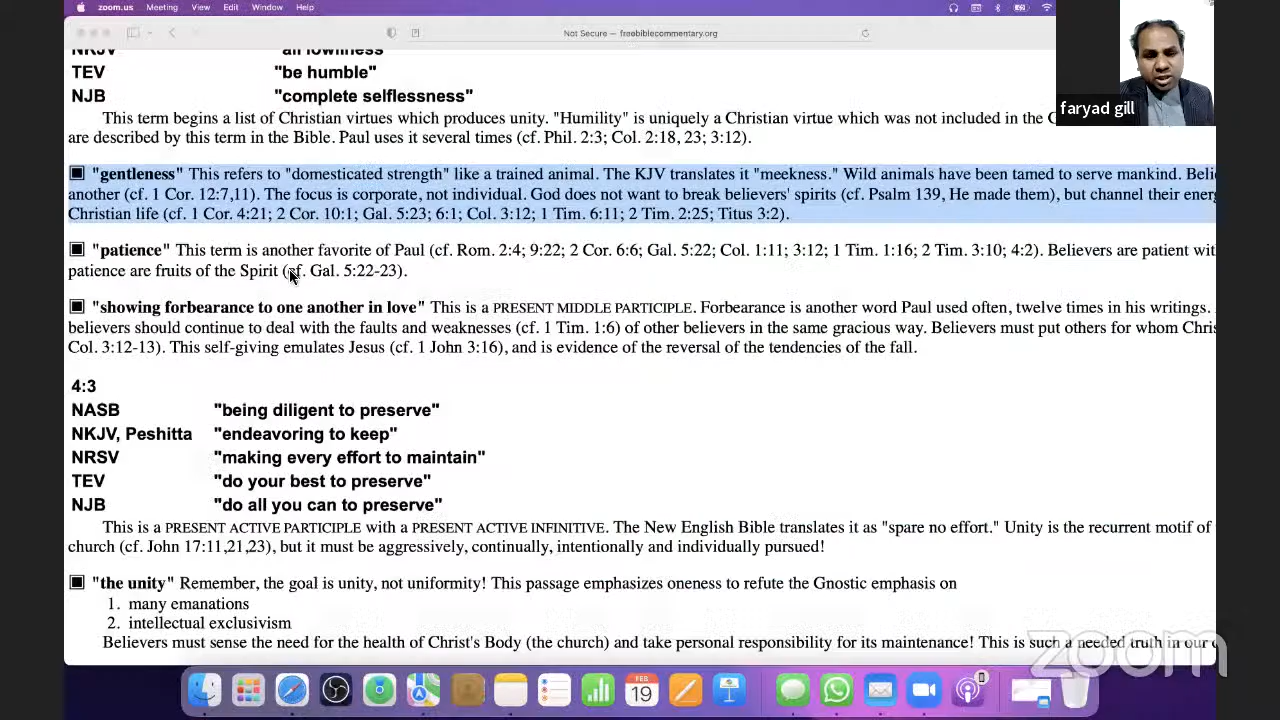 zoom.us Meeting View Edit Window Help
Not Secure — freebiblecommentary.org
NKJV "all lowliness"
TEV "be humble"
NJB "complete selflessness"
This term begins a list of Christian virtues which produces unity. "Humility" is uniquely a Christian virtue which was not included in the
are described by this term in the Bible. Paul uses it several times (cf. Phil. 2:3; Col. 2:18, 23; 3:12).
"gentleness" This refers to "domesticated strength" like a trained animal. The KJV translates it "meekness." Wild animals have been tamed to serve mankind.
another (cf. 1 Cor. 12:7,11). The focus is corporate, not individual. God does not want to break believers' spirits (cf. Psalm 139, He made them), but channel their
Christian life (cf. 1 Cor. 4:21; 2 Cor. 10:1; Gal. 5:23; 6:1; Col. 3:12; 1 Tim. 6:11; 2 Tim. 2:25; Titus 3:2).
"patience" This term is another favorite of Paul (cf. Rom. 2:4; 9:22; 2 Cor. 6:6; Gal. 5:22; Col. 1:11; 3:12; 1 Tim. 1:16; 2 Tim. 3:10; 4:2). Believers are patient
patience are fruits of the Spirit (cf. Gal. 5:22-23).
"showing forbearance to one another in love" This is a PRESENT MIDDLE PARTICIPLE. Forbearance is another word Paul used often, twelve times in his writings.
believers should continue to deal with the faults and weaknesses (cf. 1 Tim. 1:6) of other believers in the same gracious way. Believers must put others for whom
Col. 3:12-13). This self-giving emulates Jesus (cf. 1 John 3:16), and is evidence of the reversal of the tendencies of the fall.
4:3
NASB "being diligent to preserve"
NKJV, Peshitta "endeavoring to keep"
NRSV "making every effort to maintain"
TEV "do your best to preserve"
NJB "do all you can to preserve"
This is a PRESENT ACTIVE PARTICIPLE with a PRESENT ACTIVE INFINITIVE. The New English Bible translates it as "spare no effort." Unity is the recurrent motif of
church (cf. John 17:11,21,23), but it must be aggressively, continually, intentionally and individually pursued!
"the unity" Remember, the goal is unity, not uniformity! This passage emphasizes oneness to refute the Gnostic emphasis on
1. many emanations
2. intellectual exclusivism
Believers must sense the need for the health of Christ's Body (the church) and take personal responsibility for its maintenance! This is such a needed truth in our
faryad gill
FEB
19
zoom